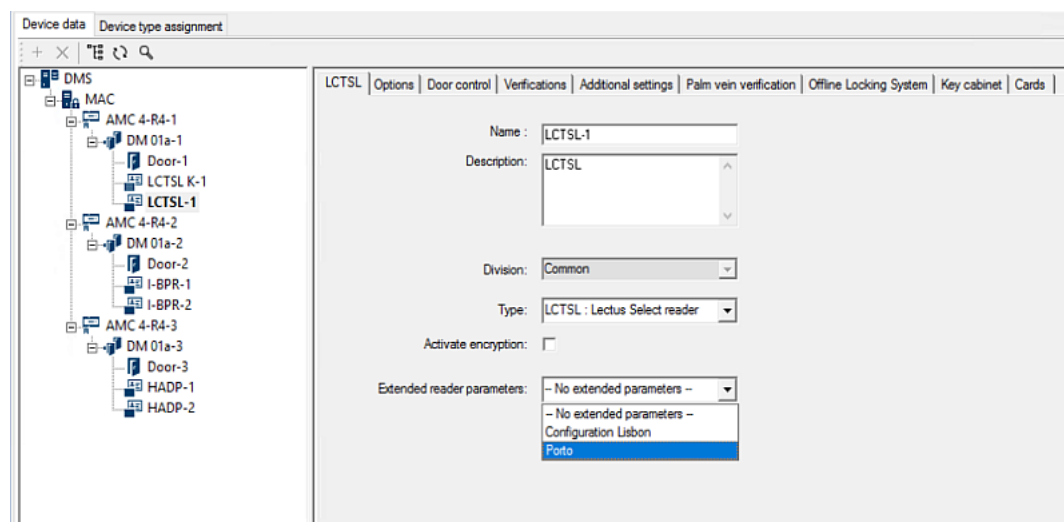 Device data Device type assignment
DMS
MAC
AMC 4-R4-1
DM 01a-1
Door-1
LCTSL K-1
LCTSL-1
AMC 4-R4-2
DM 01a-2
Door-2
I-BPR-1
I-BPR-2
AMC 4-R4-3
DM 01a-3
Door-3
HADP-1
HADP-2
LCTSL Options Door control Verifications Additional settings Palm vein verification Offline Locking System Key cabinet Cards
Name : LCTSL-1
Description: LCTSL
Division: Common
Type: LCTSL : Lectus Select reader
Activate encryption:
Extended reader parameters: -- No extended parameters --
-- No extended parameters --
Configuration Lisbon
Porto